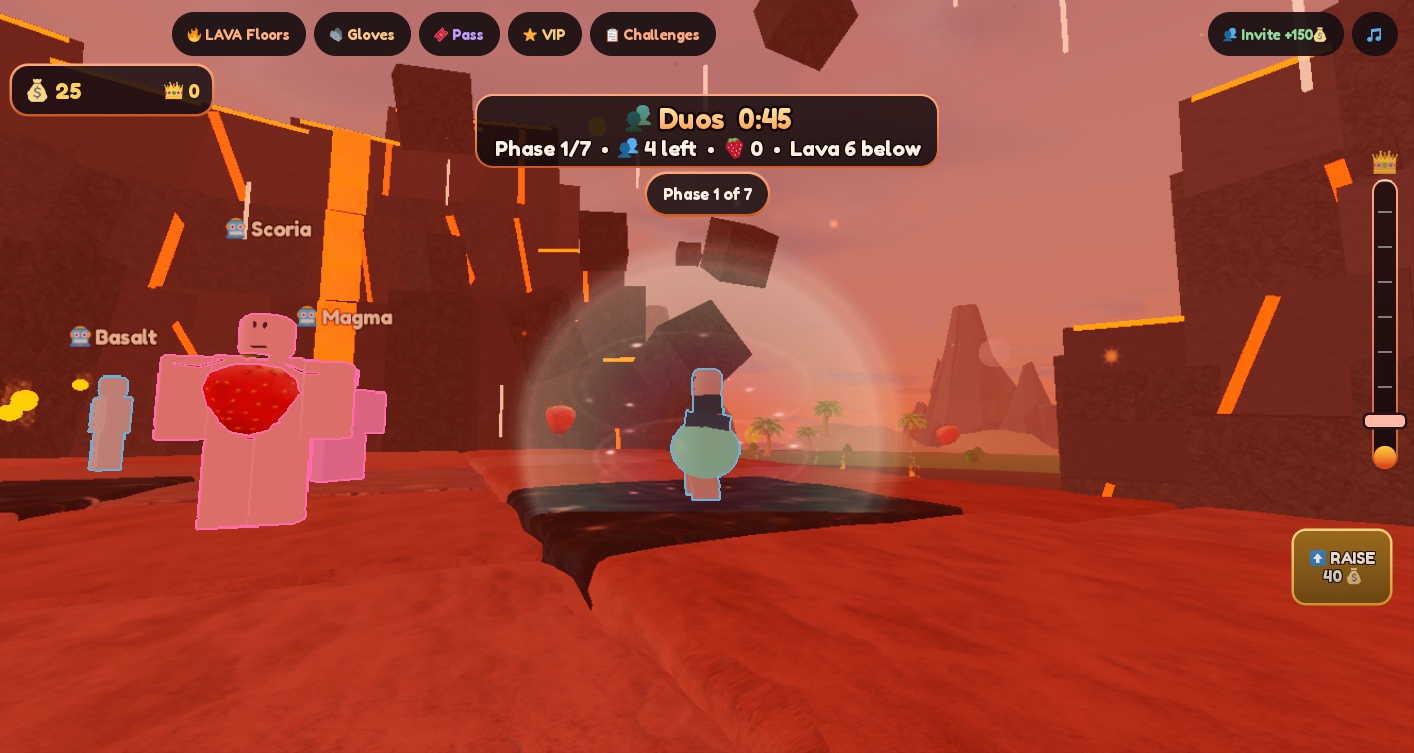 LAVA Floors
Gloves
Pass
VIP
Challenges
Invite +150
25
0
Duos 0:45
Phase 1/7 • 4 left • 0 • Lava 6 below
Phase 1 of 7
Scoria
Magma
Basalt
RAISE
40